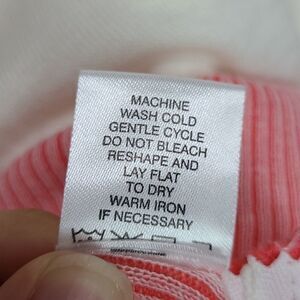 MACHINE
WASH COLD
GENTLE CYCLE
DO NOT BLEACH
RESHAPE AND
LAY FLAT
TO DRY
WARM IRON
IF NECESSARY